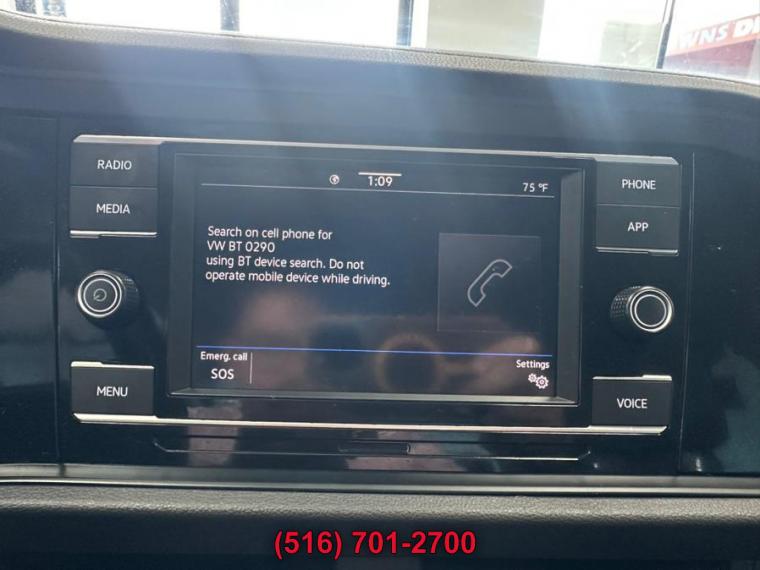 WNS
RADIO
MEDIA
MENU
1:09
75 °F
Search on cell phone for
VW BT 0290
using BT device search. Do not
operate mobile device while driving.
Emerg. call
SOS
Settings
PHONE
APP
VOICE
(516) 701-2700